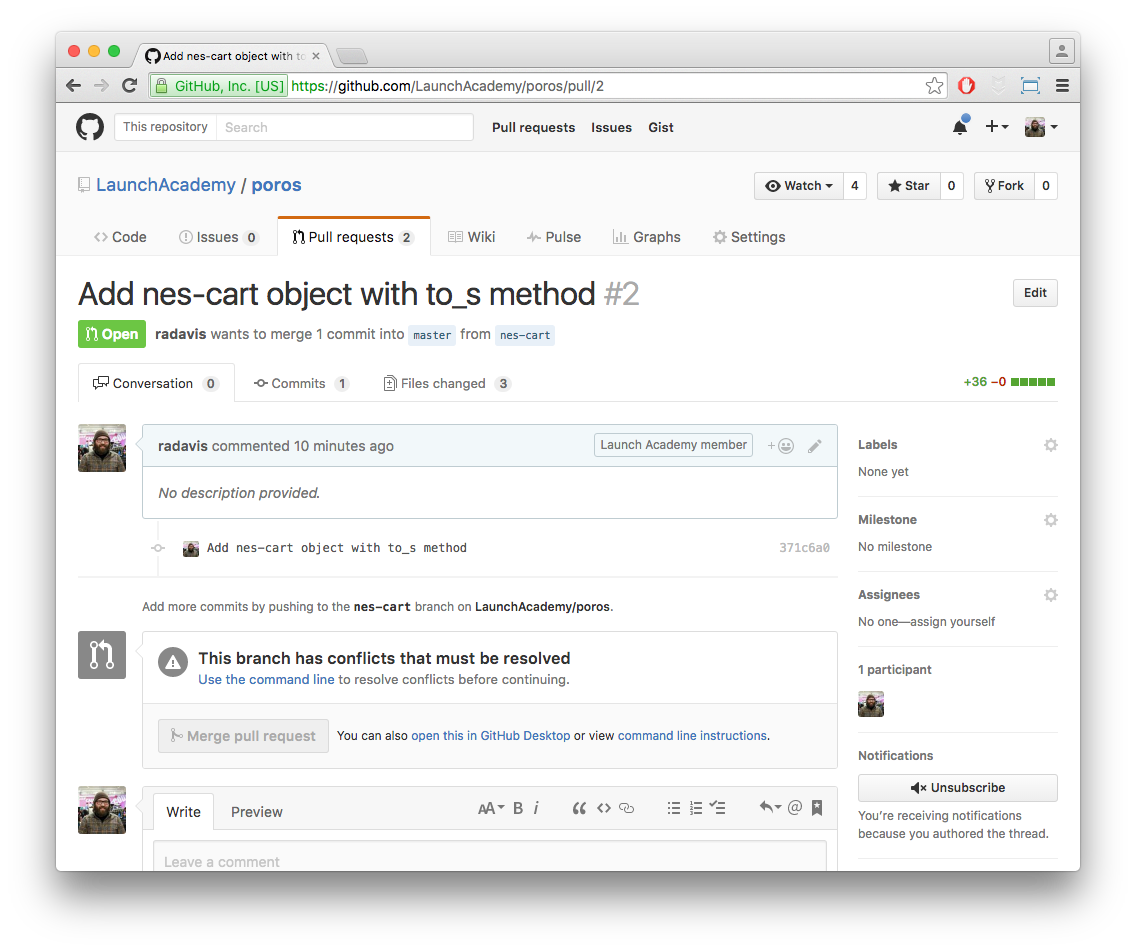 Add nes-cart object with to
GitHub, Inc. [US] https://github.com/LaunchAcademy/poros/pull/2
This repository Search Pull requests Issues Gist
LaunchAcademy / poros Watch 4 Star 0 Fork 0
Code Issues 0 Pull requests 2 Wiki Pulse Graphs Settings
Add nes-cart object with to_s method #2 Edit
Open radavis wants to merge 1 commit into master from nes-cart
Conversation 0 Commits 1 Files changed 3 +36 −0
radavis commented 10 minutes ago Launch Academy member
No description provided.
Add nes-cart object with to_s method 371c6a0
Add more commits by pushing to the nes-cart branch on LaunchAcademy/poros.
This branch has conflicts that must be resolved
Use the command line to resolve conflicts before continuing.
Merge pull request You can also open this in GitHub Desktop or view command line instructions.
Write Preview AA B i
Leave a comment
Labels
None yet
Milestone
No milestone
Assignees
No one—assign yourself
1 participant
Notifications
Unsubscribe
You’re receiving notifications
because you authored the thread.